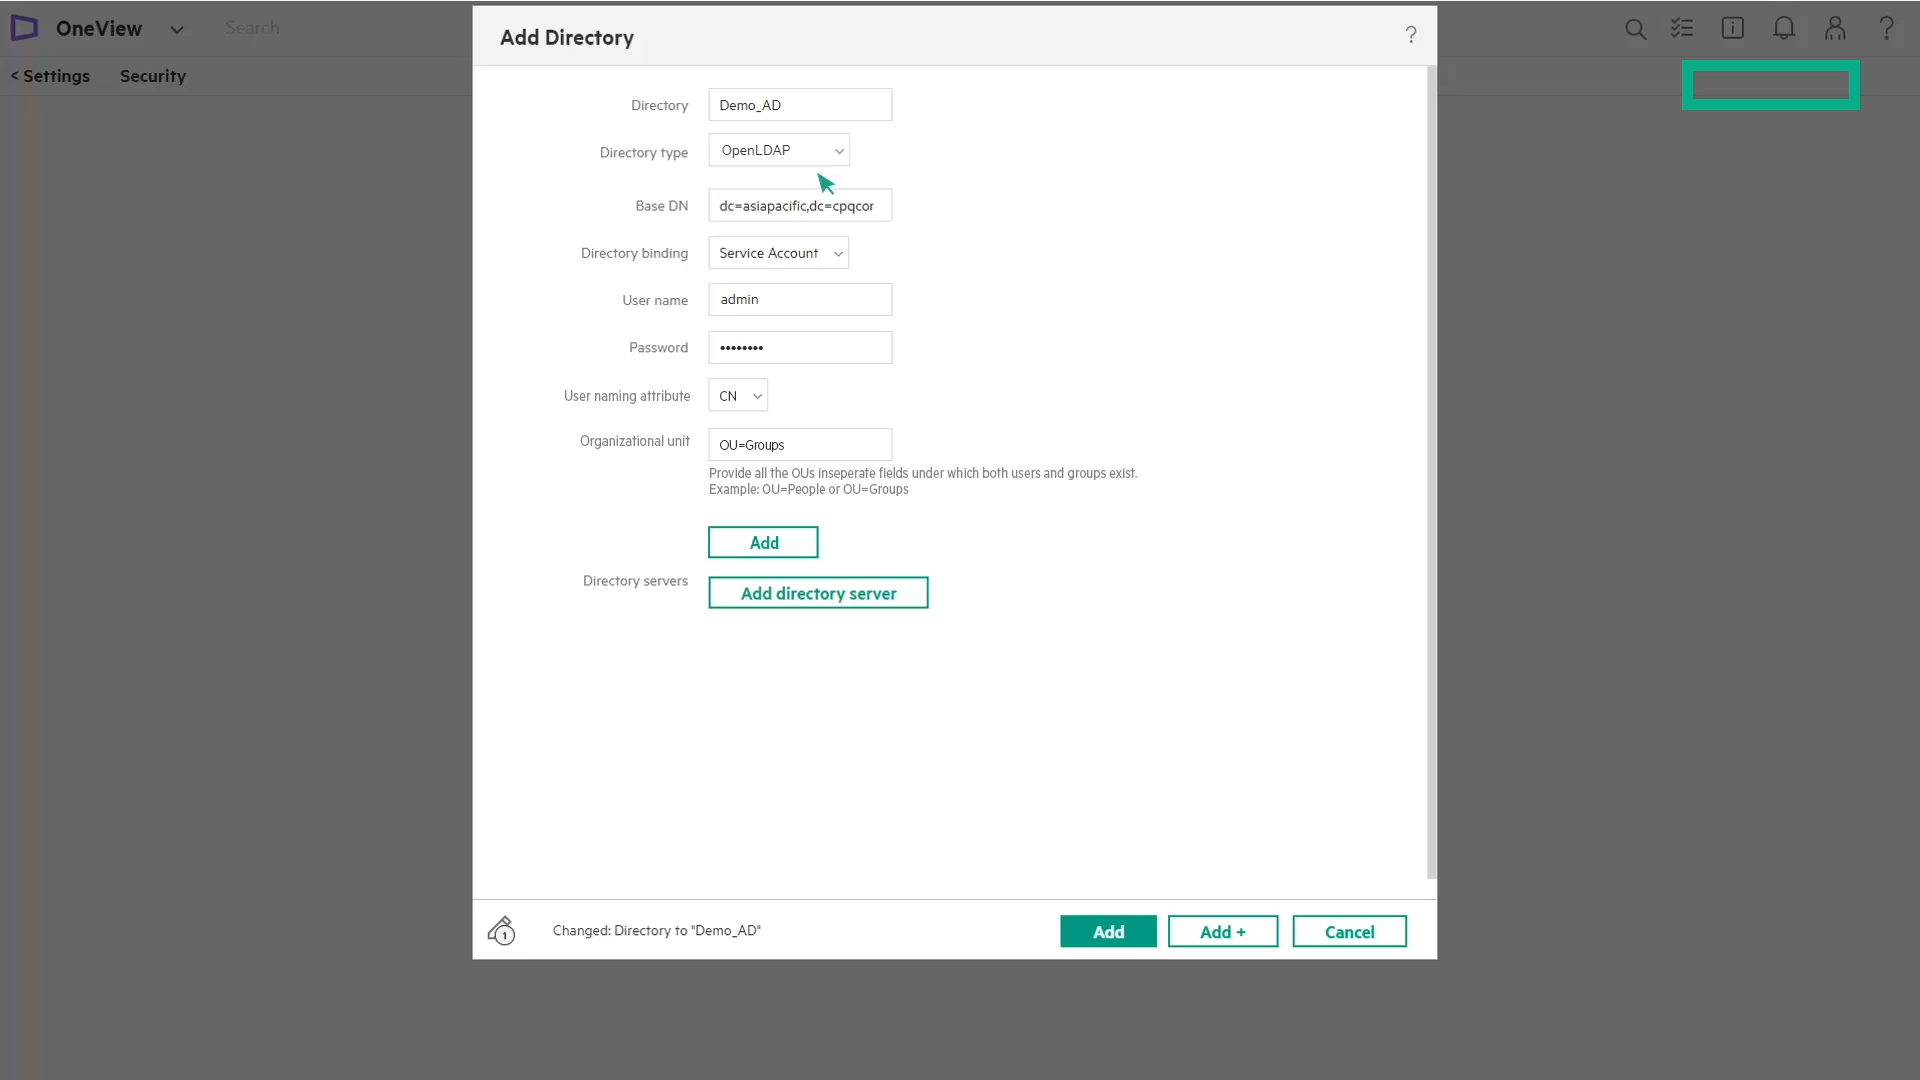 OneView
Search
Add Directory
?
?
< Settings
Security
Directory
Demo_AD
Directory type
OpenLDAP
Base DN
dc=asiapacific,dc=cpqcor
Directory binding
Service Account
User name
admin
Password
••••••••
User naming attribute
CN
Organizational unit
OU=Groups
Provide all the OUs inseperate fields under which both users and groups exist.
Example: OU=People or OU=Groups
Add
Directory servers
Add directory server
1
Changed: Directory to "Demo_AD"
Add
Add +
Cancel